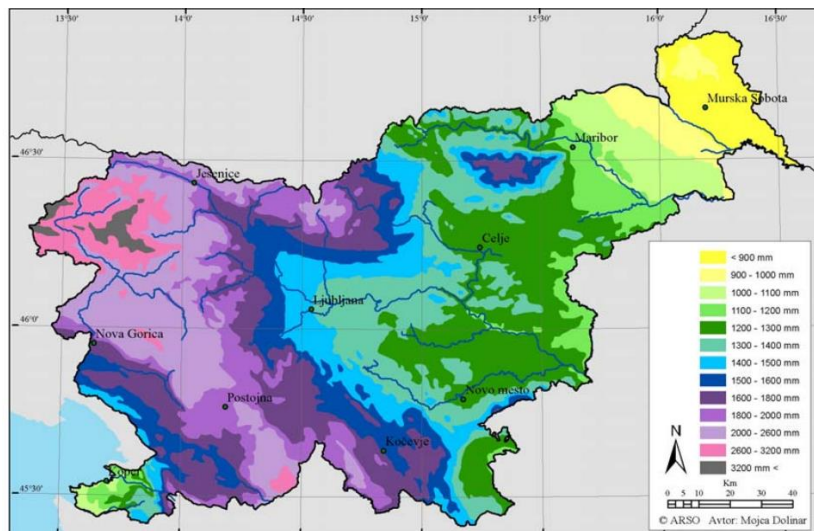 13°30' 14°0' 14°30' 15°0' 15°30' 16°0' 16°30'
46°30'
46°0'
45°30'
Murska Sobota
Maribor
Jesenice
Celje
Ljubljana
Nova Gorica
Novo mesto
Postojna
Kočevje
< 900 mm
900 - 1000 mm
1000 - 1100 mm
1100 - 1200 mm
1200 - 1300 mm
1300 - 1400 mm
1400 - 1500 mm
1500 - 1600 mm
1600 - 1800 mm
1800 - 2000 mm
2000 - 2600 mm
2600 - 3200 mm
3200 mm <
N
Km
0 5 10 20 30 40
© ARSO Avtor: Mojca Dolinar